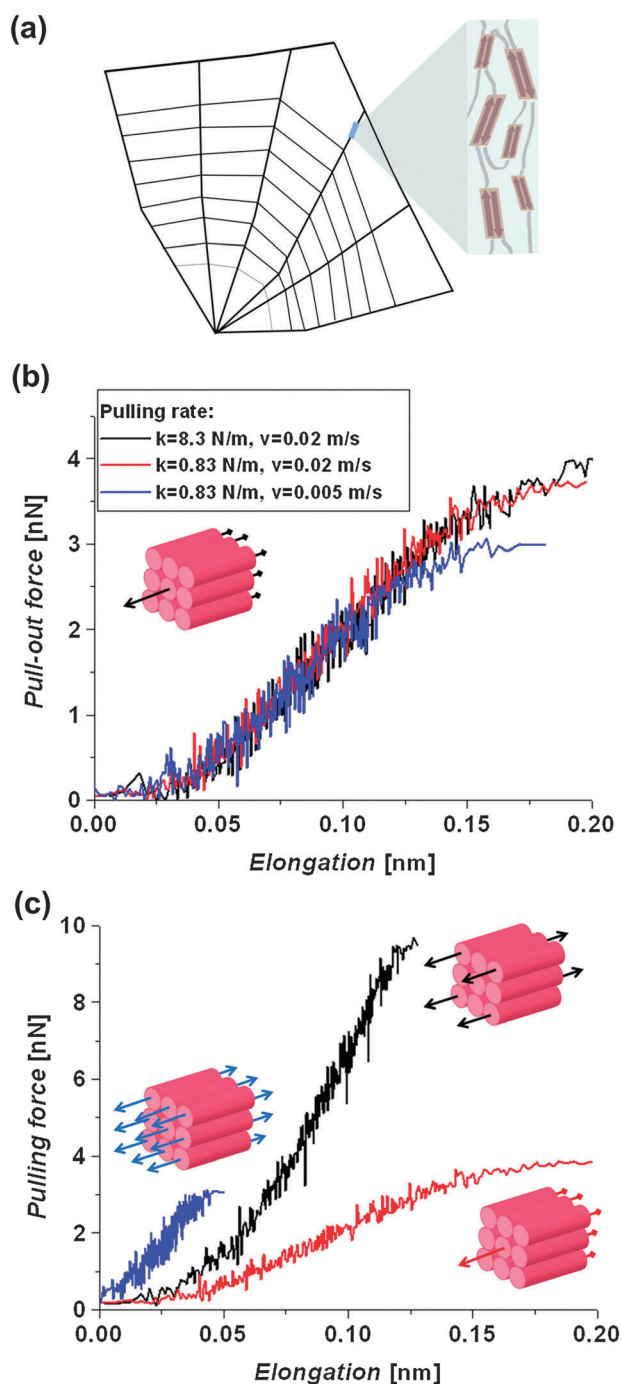 (a)
(b)
Pulling rate:
k=8.3 N/m, v=0.02 m/s
k=0.83 N/m, v=0.02 m/s
k=0.83 N/m, v=0.005 m/s
4
3
2
1
0
Pull-out force [nN]
0.00 0.05 0.10 0.15 0.20
Elongation [nm]
(c)
10
8
6
4
2
0
Pulling force [nN]
0.00 0.05 0.10 0.15 0.20
Elongation [nm]